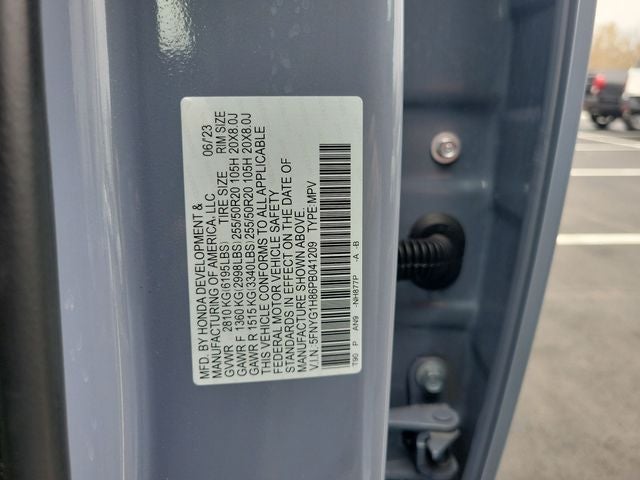 MFD. BY HONDA DEVELOPMENT &
MANUFACTURING OF AMERICA, LLC 06/23
GVWR 2810 KG(6195LBS) TIRE SIZE RIM SIZE
GAWR F 1360 KG(2998LBS) 255/50R20 105H 20X8.0J
GAWR R 1515 KG(3340LBS) 255/50R20 105H 20X8.0J
THIS VEHICLE CONFORMS TO ALL APPLICABLE
FEDERAL MOTOR VEHICLE SAFETY
STANDARDS IN EFFECT ON THE DATE OF
MANUFACTURE SHOWN ABOVE.
V.I.N. 5FNYG1H86PB041209 TYPE:MPV
T90 P AN9 -NH877P -A -B